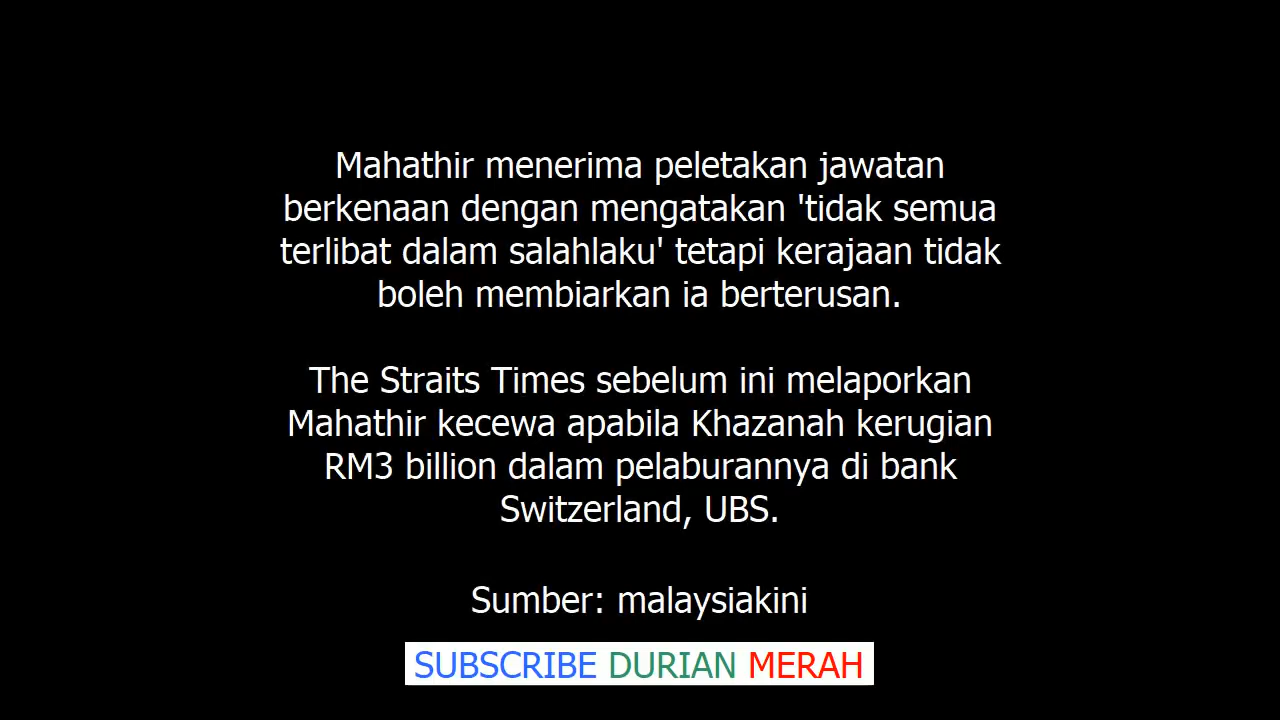 Mahathir menerima peletakan jawatan
berkenaan dengan mengatakan 'tidak semua
terlibat dalam salahlaku' tetapi kerajaan tidak
boleh membiarkan ia berterusan.
The Straits Times sebelum ini melaporkan
Mahathir kecewa apabila Khazanah kerugian
RM3 billion dalam pelaburannya di bank
Switzerland, UBS.
Sumber: malaysiakini
SUBSCRIBE DURIAN MERAH